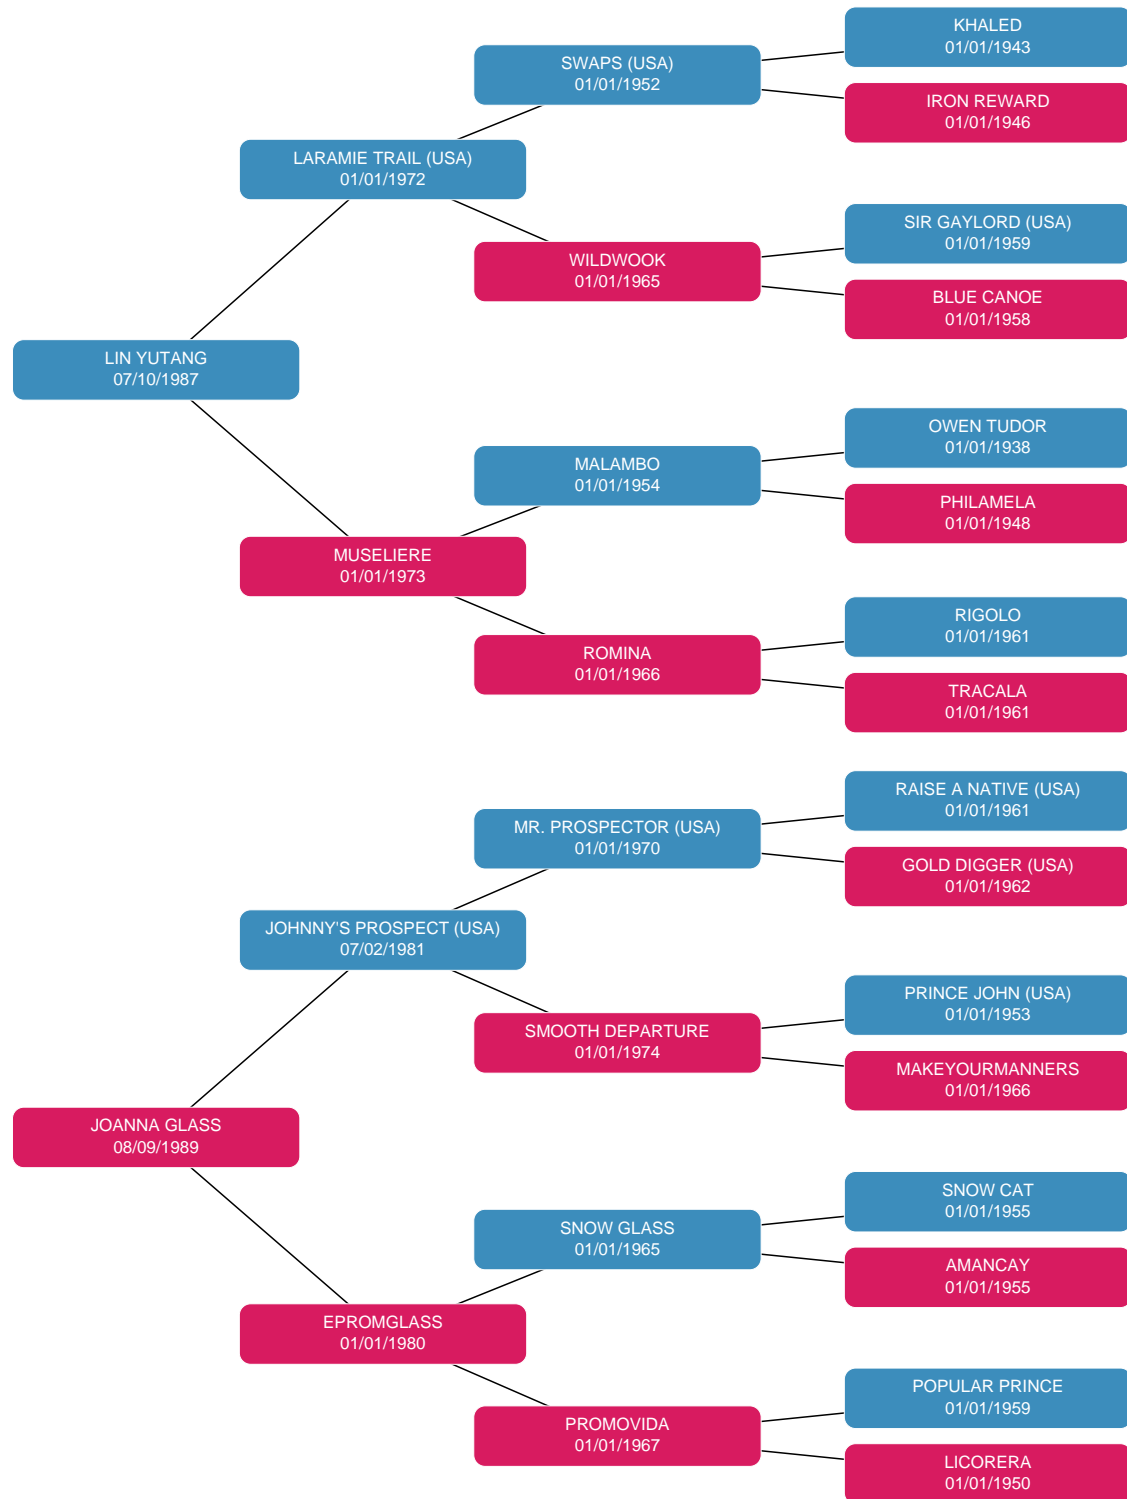 KHALED
01/01/1943
SWAPS (USA)
01/01/1952
IRON REWARD
01/01/1946
LARAMIE TRAIL (USA)
01/01/1972
SIR GAYLORD (USA)
01/01/1959
WILDWOOK
01/01/1965
BLUE CANOE
01/01/1958
LIN YUTANG
07/10/1987
OWEN TUDOR
01/01/1938
MALAMBO
01/01/1954
PHILAMELA
01/01/1948
MUSELIERE
01/01/1973
RIGOLO
01/01/1961
ROMINA
01/01/1966
TRACALA
01/01/1961
RAISE A NATIVE (USA)
01/01/1961
MR. PROSPECTOR (USA)
01/01/1970
GOLD DIGGER (USA)
01/01/1962
JOHNNY'S PROSPECT (USA)
07/02/1981
PRINCE JOHN (USA)
01/01/1953
SMOOTH DEPARTURE
01/01/1974
MAKEYOURMANNERS
01/01/1966
JOANNA GLASS
08/09/1989
SNOW CAT
01/01/1955
SNOW GLASS
01/01/1965
AMANCAY
01/01/1955
EPROMGLASS
01/01/1980
POPULAR PRINCE
01/01/1959
PROMOVIDA
01/01/1967
LICORERA
01/01/1950